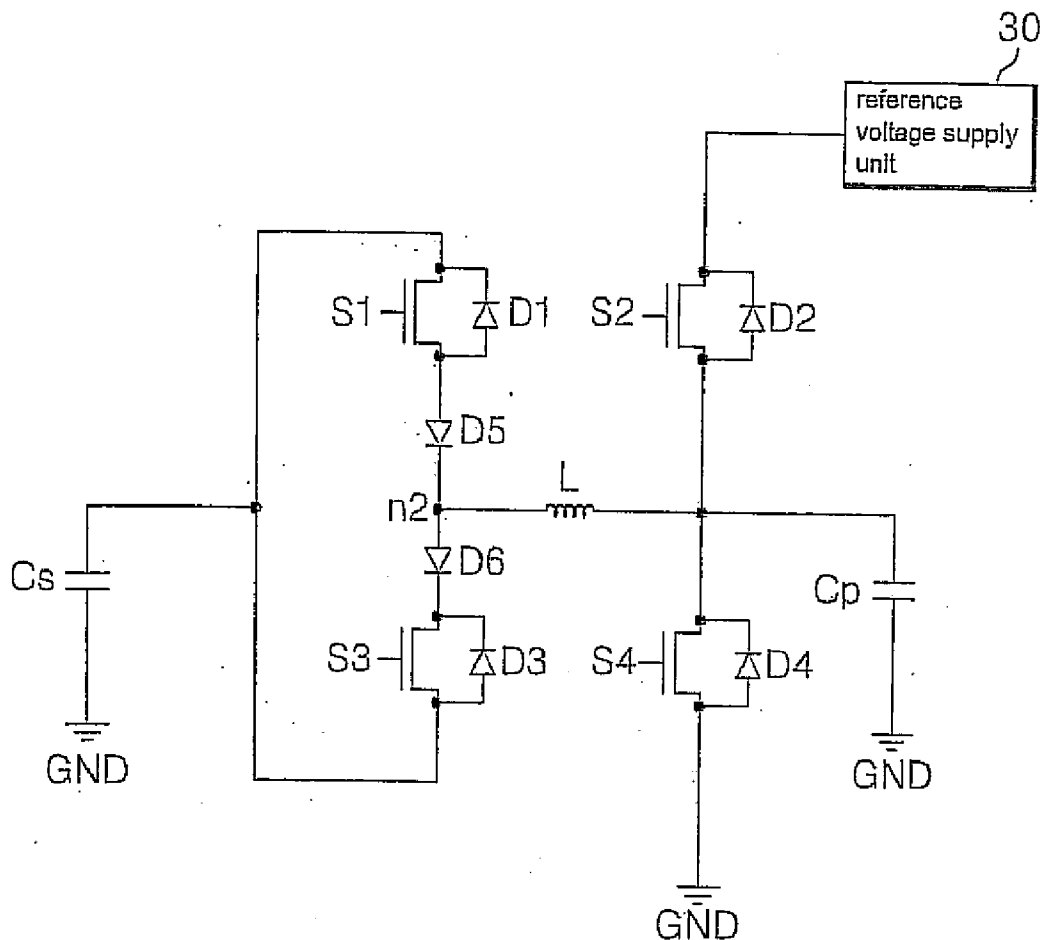 30
reference
voltage supply
unit
S1
D1
S2
D2
D5
L
n2
D6
Cs
Cp
S3
D3
S4
D4
GND
GND
GND